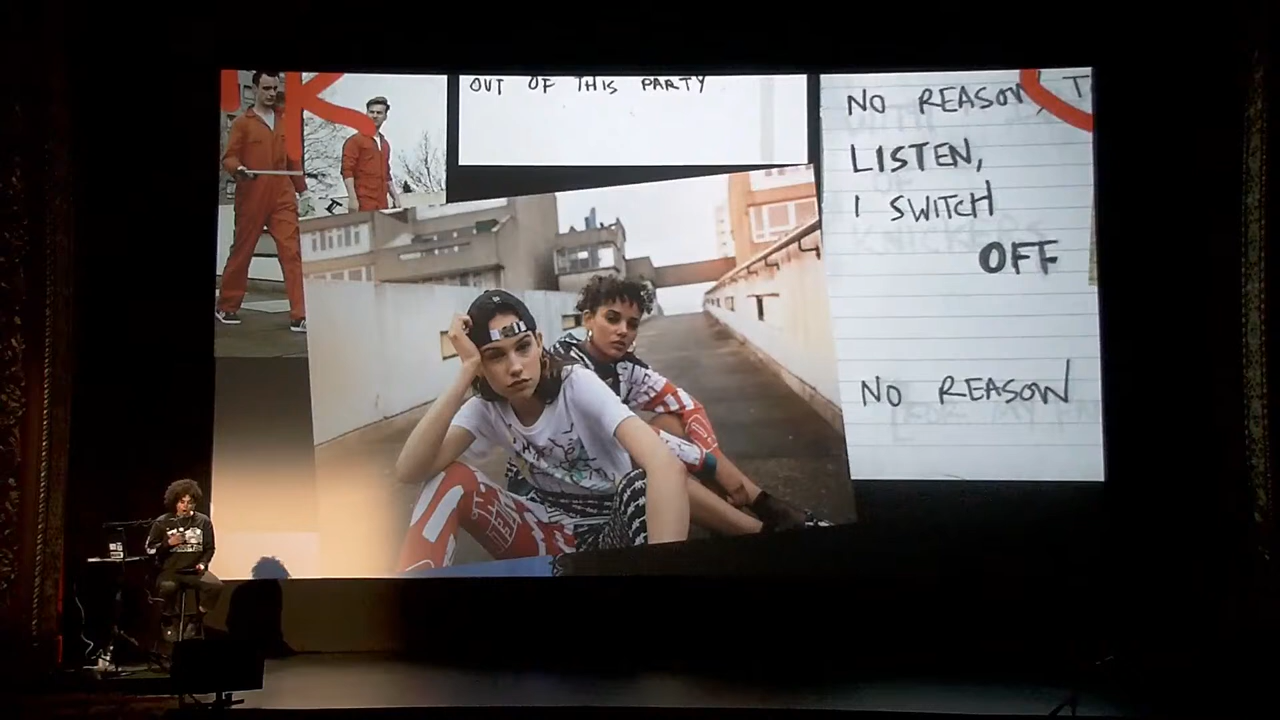 K
OUT OF THIS PARTY
NO REASON, T
LISTEN,
I SWITCH
OFF
NO REASON